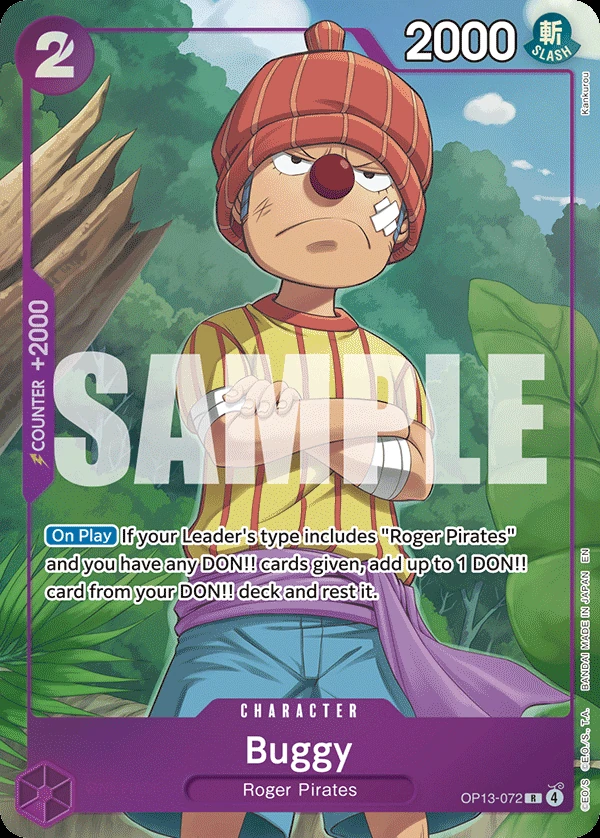 2
2000
斬
SLASH
Kankurou
COUNTER +2000
SAMPLE
On Play If your Leader's type includes "Roger Pirates"
and you have any DON!! cards given, add up to 1 DON!!
card from your DON!! deck and rest it.
CHARACTER
Buggy
Roger Pirates
OP13-072 R 4
©EO/S ©E.O./S., T.A. BANDAI MADE IN JAPAN EN